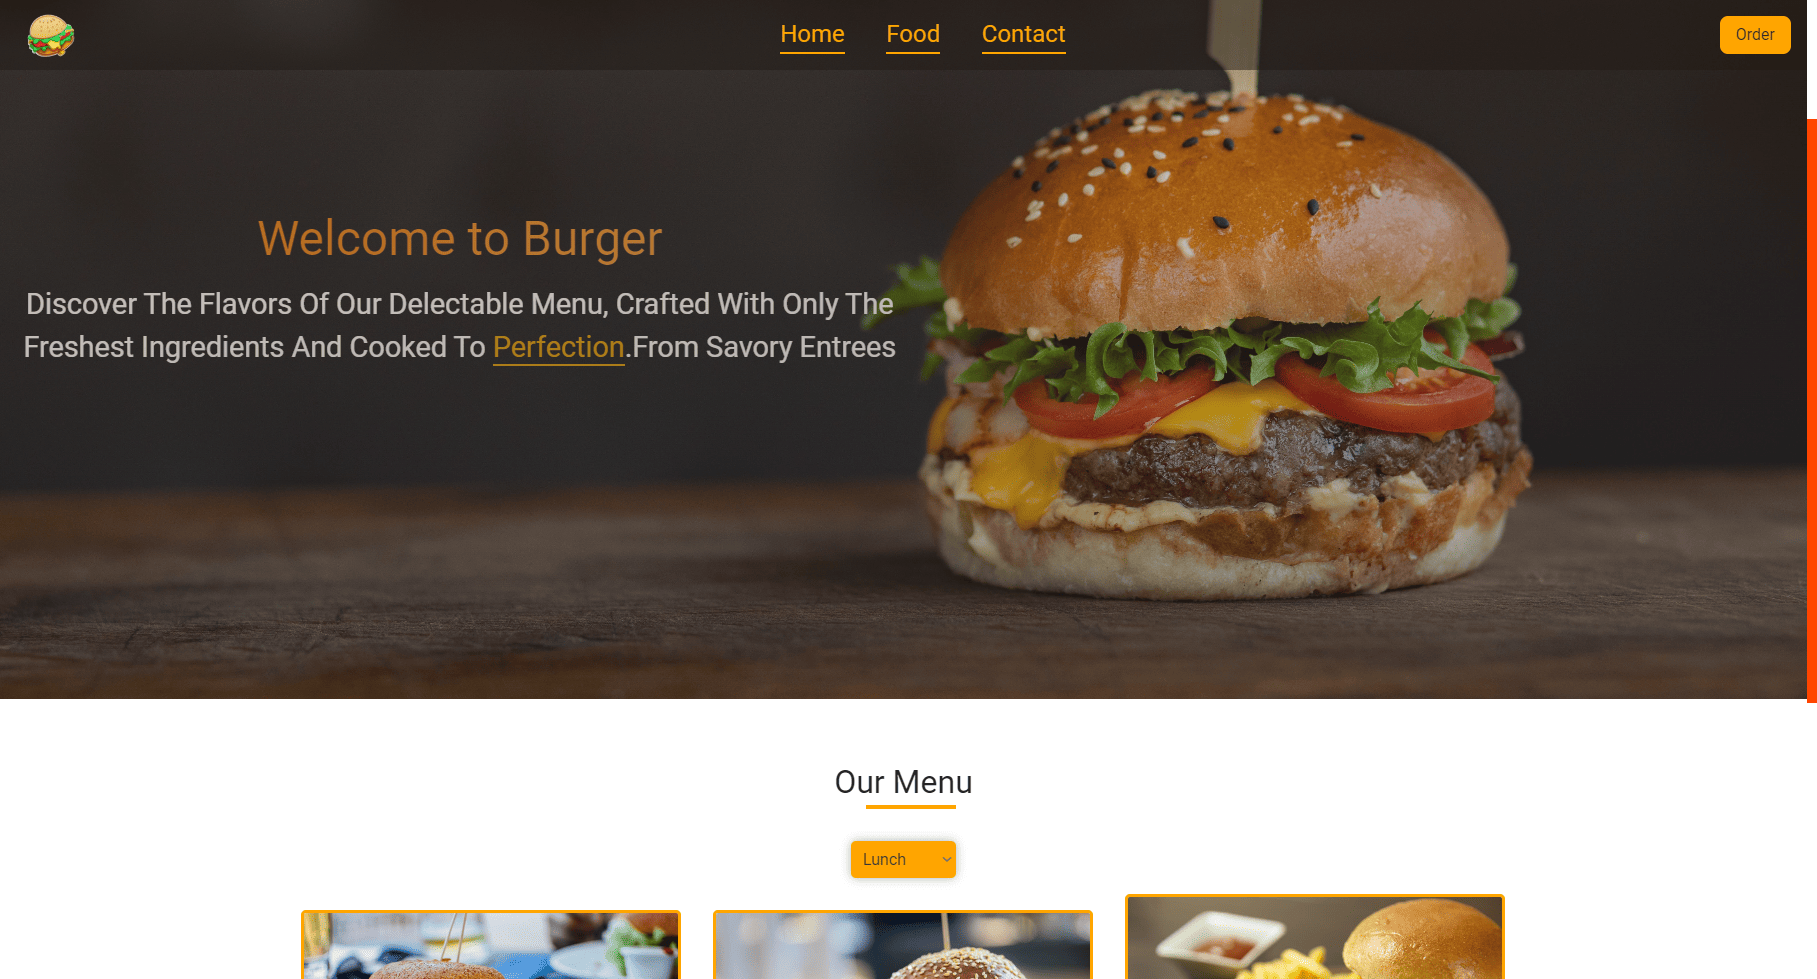 Home
Food
Contact
Order
Welcome to Burger
Discover The Flavors Of Our Delectable Menu, Crafted With Only The
Freshest Ingredients And Cooked To Perfection.From Savory Entrees
Our Menu
Lunch